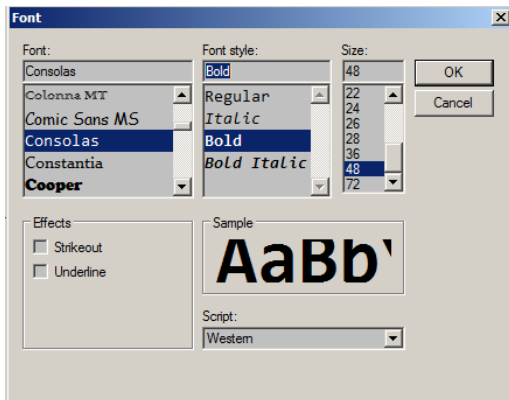 Font
Font:
Font style:
Size:
Consolas
Bold
48
OK
Cancel
Colonna MT
Comic Sans MS
Consolas
Constantia
Cooper
Regular
Italic
Bold
Bold Italic
22
24
26
28
36
48
72
Effects
Strikeout
Underline
Sample
AaBb
Script:
Western